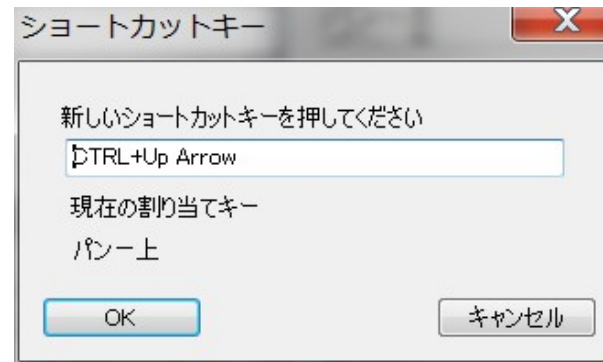 ショートカットキー
新しいショートカットキーを押してください
CTRL+Up Arrow
現在の割り当てキー
パンー上
OK
キャンセル